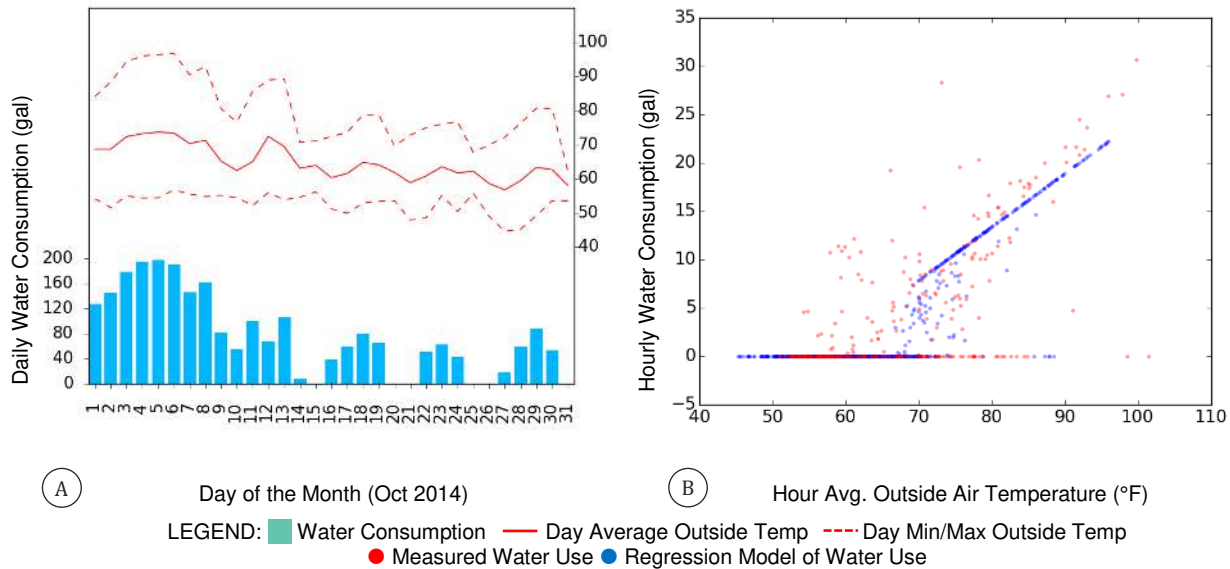 Daily Water Consumption (gal)
200
160
120
80
40
0
100
90
80
70
60
50
40
1 2 3 4 5 6 7 8 9 10 11 12 13 14 15 16 17 18 19 20 21 22 23 24 25 26 27 28 29 30 31
A
Day of the Month (Oct 2014)
Hourly Water Consumption (gal)
35
30
25
20
15
10
5
0
−5
40 50 60 70 80 90 100 110
B
Hour Avg. Outside Air Temperature (°F)
LEGEND: Water Consumption Day Average Outside Temp Day Min/Max Outside Temp
Measured Water Use Regression Model of Water Use